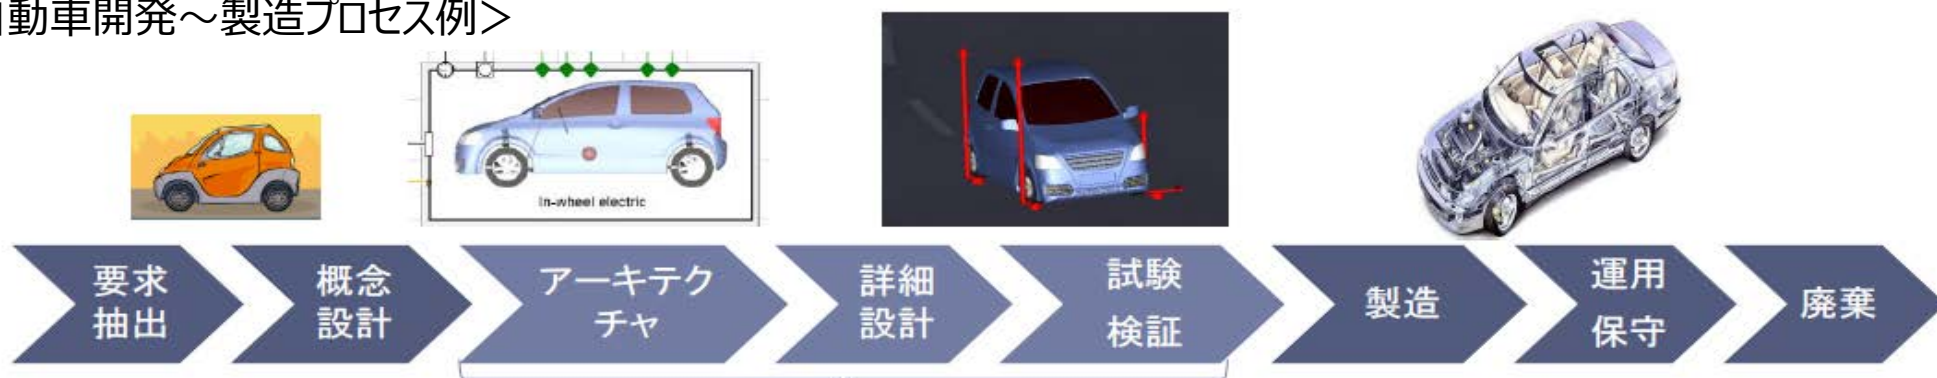 動車開発～製造プロセス例＞
In-wheel electric
要求
抽出
概念
設計
アーキテク
チャ
詳細
設計
試験
検証
製造
運用
保守
廃棄